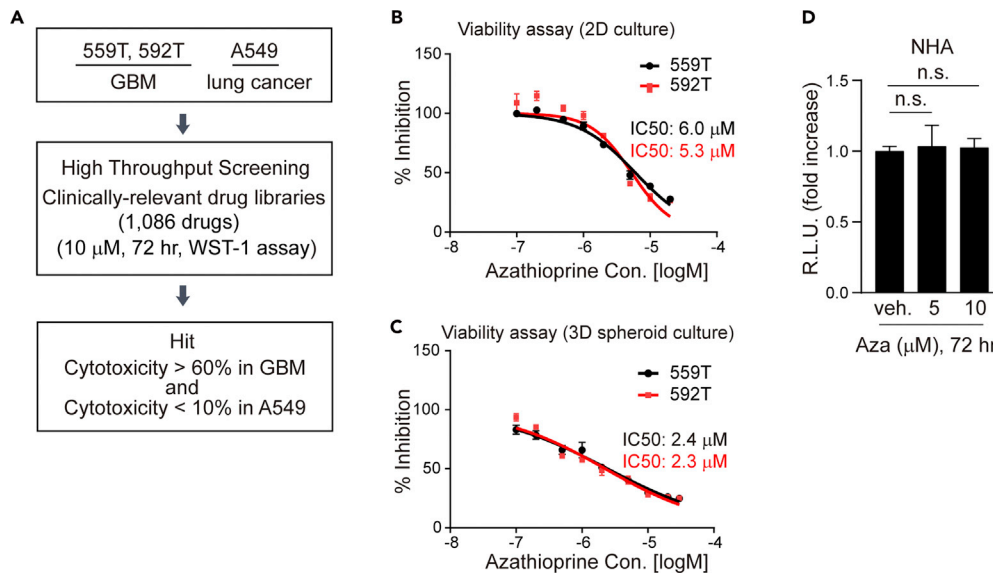 A
559T, 592T A549
GBM lung cancer
High Throughput Screening
Clinically-relevant drug libraries
(1,086 drugs)
(10 μM, 72 hr, WST-1 assay)
Hit
Cytotoxicity > 60% in GBM
and
Cytotoxicity < 10% in A549
B
Viability assay (2D culture)
150
100
50
0
% Inhibition
559T
592T
IC50: 6.0 μM
IC50: 5.3 μM
-8 -7 -6 -5 -4
Azathioprine Con. [logM]
C
Viability assay (3D spheroid culture)
150
100
50
0
% Inhibition
559T
592T
IC50: 2.4 μM
IC50: 2.3 μM
-8 -7 -6 -5 -4
Azathioprine Con. [logM]
D
NHA
n.s.
n.s.
1.5
1.0
0.5
0.0
R.L.U. (fold increase)
veh. 5 10
Aza (μM), 72 hr